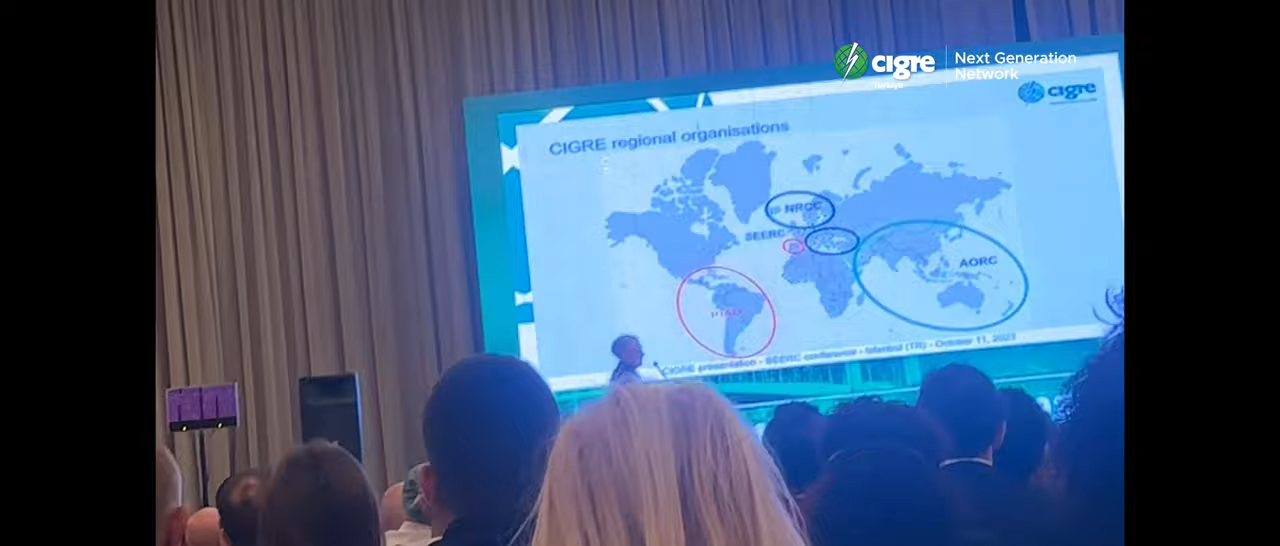 cigre
Türkiye
Next Generation
Network
cigre
CIGRE regional organisations
NRCC
SEERC
AORC
CIGRE presentation - SEERC conference - Istanbul (TR) - October 11, 2023